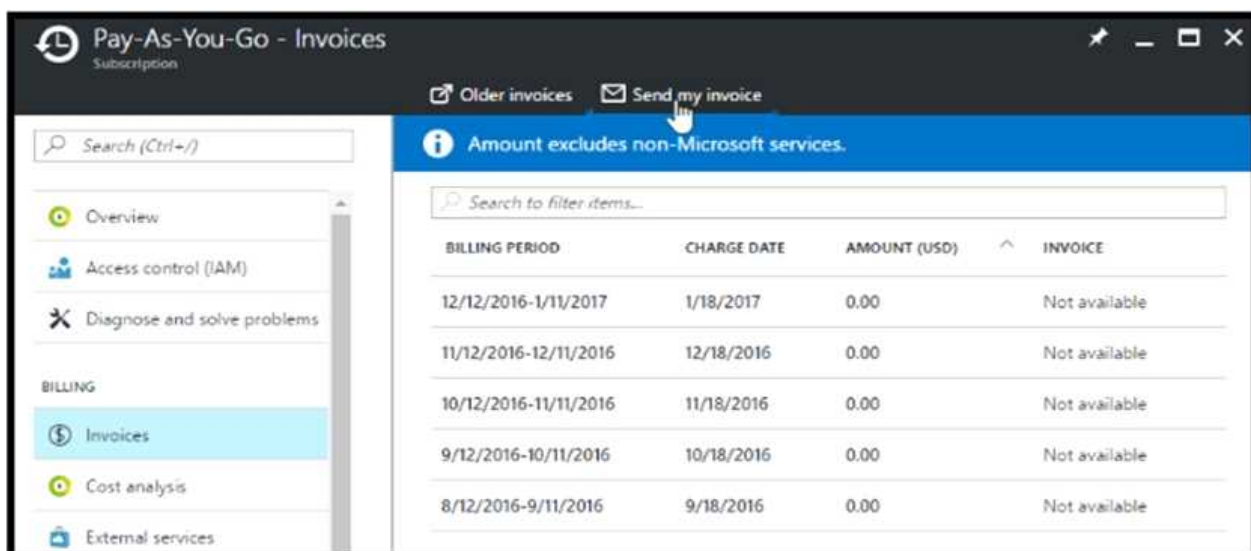 Pay-As-You-Go - Invoices
Subscription
Older invoices Send my invoice
Search (Ctrl+/)
Overview
Access control (IAM)
Diagnose and solve problems
BILLING
Invoices
Cost analysis
External services
Amount excludes non-Microsoft services.
Search to filter items...
BILLING PERIOD CHARGE DATE AMOUNT (USD) INVOICE
12/12/2016-1/11/2017 1/18/2017 0.00 Not available
11/12/2016-12/11/2016 12/18/2016 0.00 Not available
10/12/2016-11/11/2016 11/18/2016 0.00 Not available
9/12/2016-10/11/2016 10/18/2016 0.00 Not available
8/12/2016-9/11/2016 9/18/2016 0.00 Not available